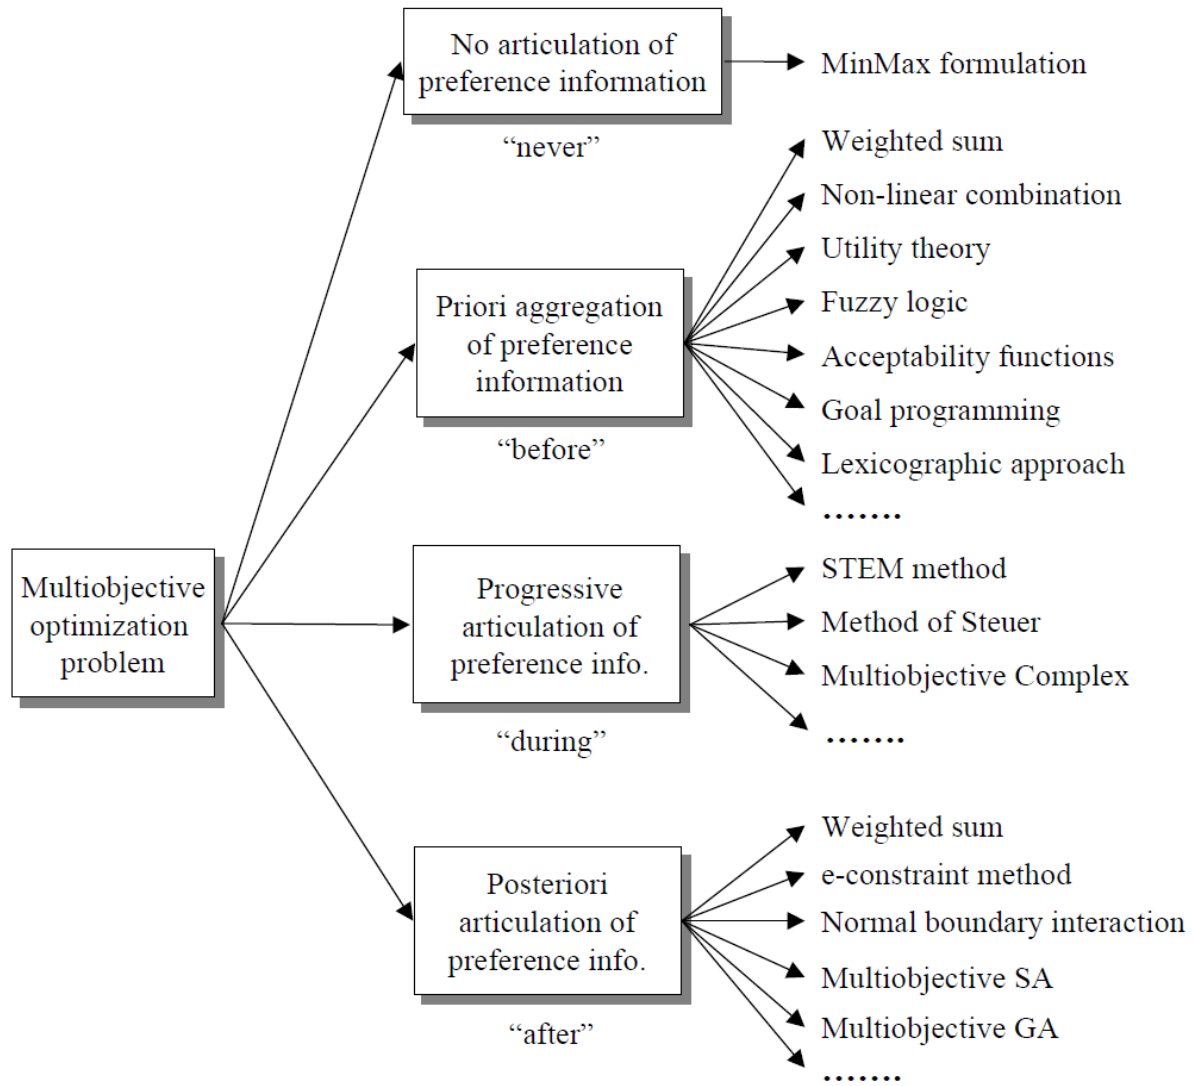 No articulation of
preference information
“never”
MinMax formulation
Weighted sum
Non-linear combination
Utility theory
Fuzzy logic
Acceptability functions
Goal programming
Lexicographic approach
…….
Priori aggregation
of preference
information
“before”
Multiobjective
optimization
problem
Progressive
articulation of
preference info.
“during”
STEM method
Method of Steuer
Multiobjective Complex
…….
Posteriori
articulation of
preference info.
“after”
Weighted sum
e-constraint method
Normal boundary interaction
Multiobjective SA
Multiobjective GA
…….